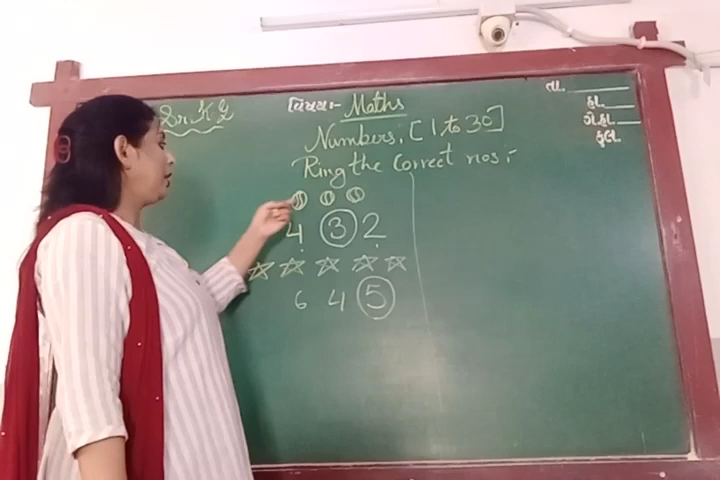 Sr. K G
વિષય:- Maths
તા.
હા.
ગે.હા.
કુલ.
Numbers. [1 to 30]
Ring the Correct nos:-
4 3 2
6 4 5